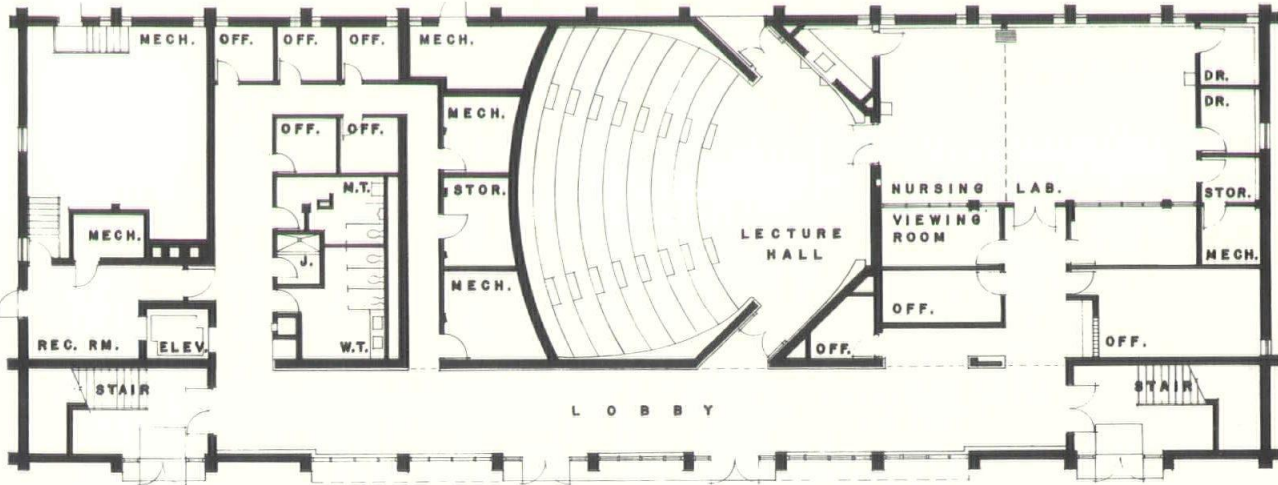 MECH.
OFF.
OFF.
OFF.
MECH.
DR.
MECH.
DR.
OFF.
OFF.
M.T.
STOR.
NURSING LAB.
STOR.
VIEWING
ROOM
MECH.
LECTURE
HALL
MECH.
J.
MECH.
OFF.
REC. RM.
ELEV.
W.T.
OFF.
OFF.
STAIR
STAIR
LOBBY